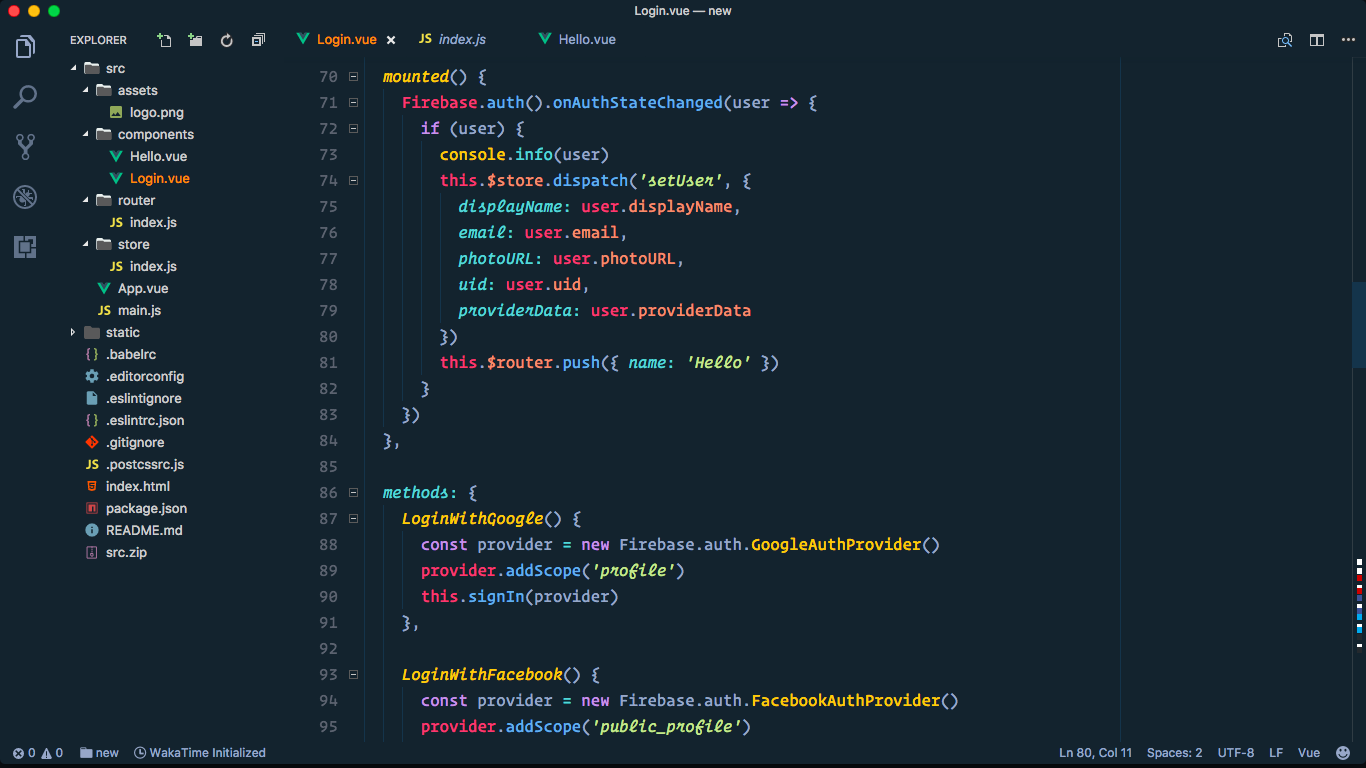 Login.vue — new
EXPLORER
Login.vue
index.js
Hello.vue
src
assets
logo.png
components
Hello.vue
Login.vue
router
JS index.js
store
JS index.js
App.vue
JS main.js
static
{ } .babelrc
.editorconfig
.eslintignore
{ } .eslintrc.json
.gitignore
JS .postcssrc.js
index.html
package.json
README.md
src.zip
70 mounted() {
71 Firebase.auth().onAuthStateChanged(user => {
72 if (user) {
73 console.info(user)
74 this.$store.dispatch('setUser', {
75 displayName: user.displayName,
76 email: user.email,
77 photoURL: user.photoURL,
78 uid: user.uid,
79 providerData: user.providerData
80 })
81 this.$router.push({ name: 'Hello' })
82 }
83 })
84 },
85
86 methods: {
87 LoginWithGoogle() {
88 const provider = new Firebase.auth.GoogleAuthProvider()
89 provider.addScope('profile')
90 this.signIn(provider)
91 },
92
93 LoginWithFacebook() {
94 const provider = new Firebase.auth.FacebookAuthProvider()
95 provider.addScope('public_profile')
0 0 new WakaTime Initialized Ln 80, Col 11 Spaces: 2 UTF-8 LF Vue